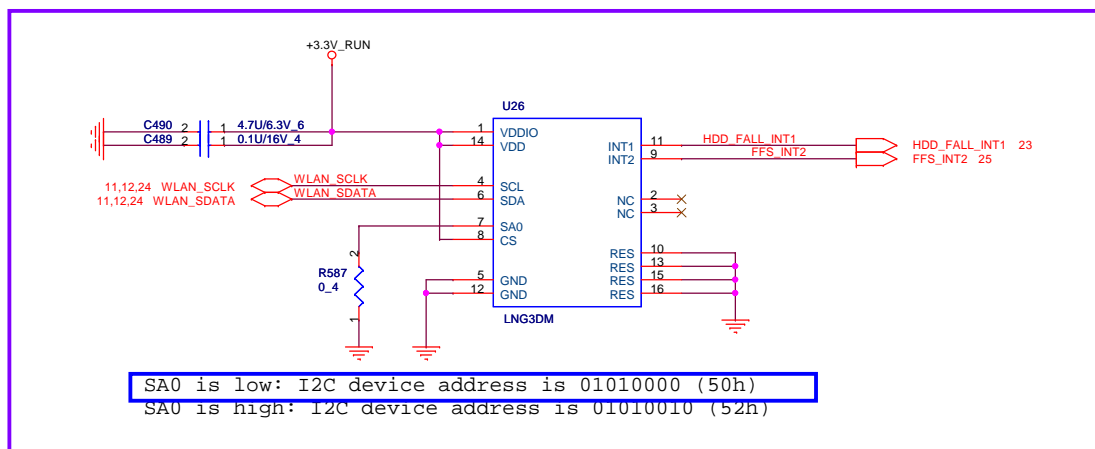 +3.3V_RUN
U26
C490 2 1 4.7U/6.3V_6
C489 2 1 0.1U/16V_4
1 VDDIO
14 VDD
INT1 11 HDD_FALL_INT1 HDD_FALL_INT1 23
INT2 9 FFS_INT2 FFS_INT2 25
11,12,24 WLAN_SCLK WLAN_SCLK 4 SCL
11,12,24 WLAN_SDATA WLAN_SDATA 6 SDA
NC 2
NC 3
7 SA0
8 CS
2
R587
0_4
1
5 GND
12 GND
RES 10
RES 13
RES 15
RES 16
LNG3DM
SA0 is low: I2C device address is 01010000 (50h)
SA0 is high: I2C device address is 01010010 (52h)